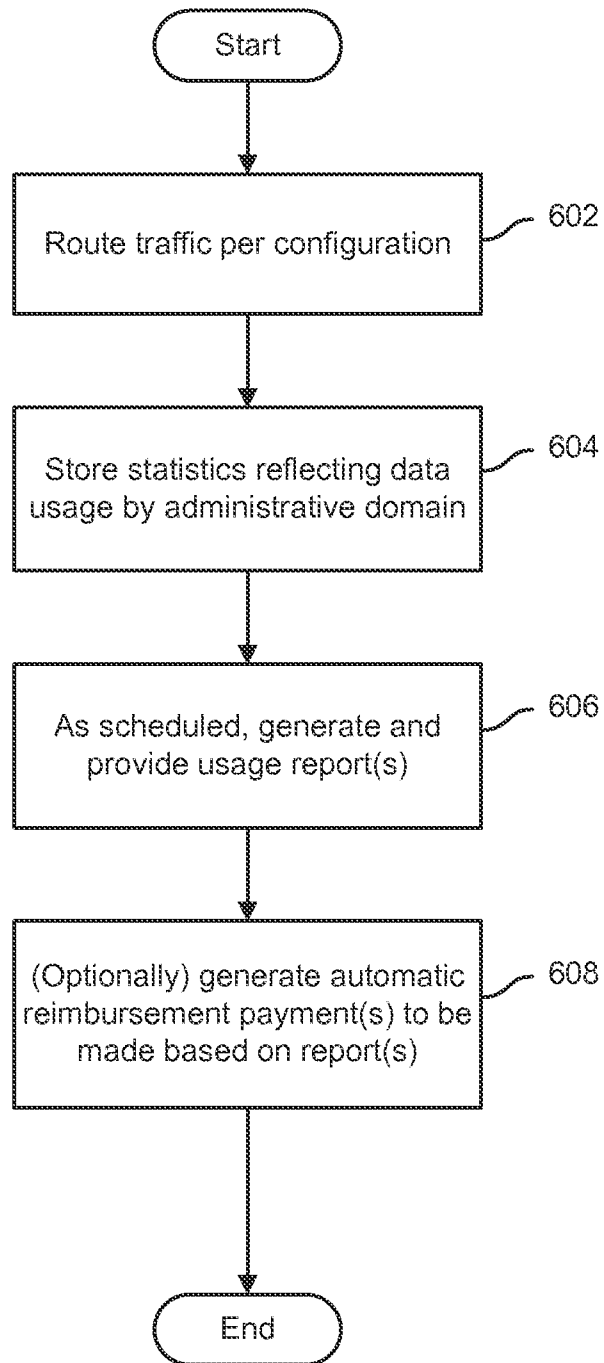 Start
Route traffic per configuration
602
Store statistics reflecting data
usage by administrative domain
604
As scheduled, generate and
provide usage report(s)
606
(Optionally) generate automatic
reimbursement payment(s) to be
made based on report(s)
608
End